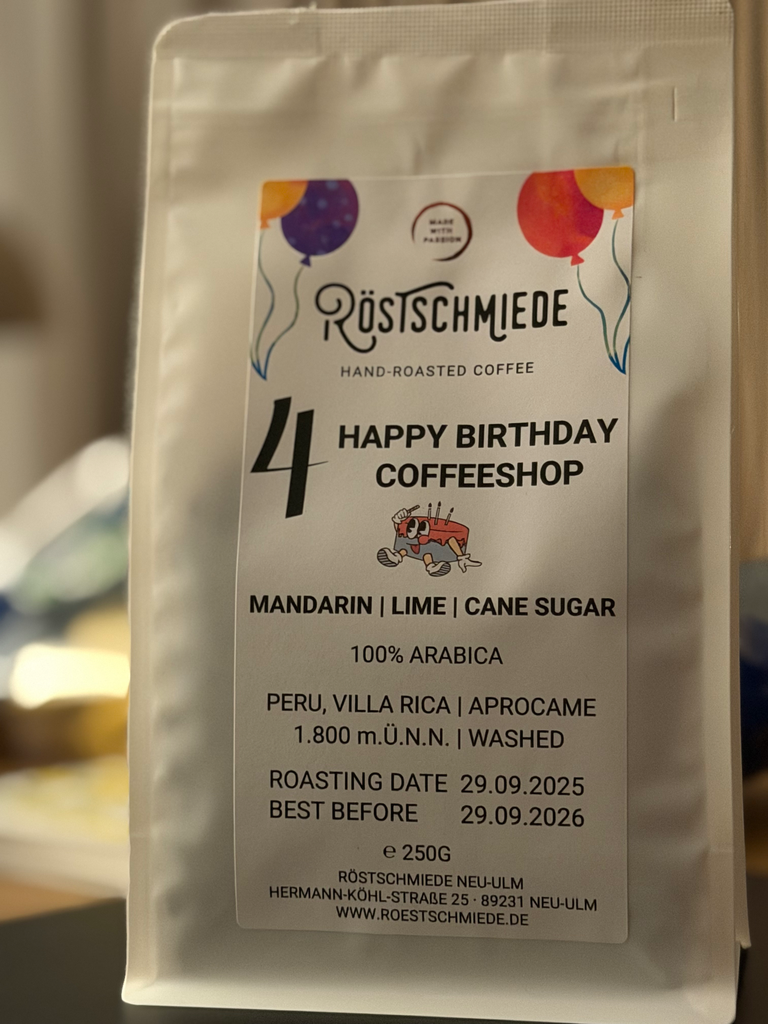 MADE
WITH
PASSION
RÖSTSCHMIEDE
HAND-ROASTED COFFEE
4
HAPPY BIRTHDAY
COFFEESHOP
MANDARIN | LIME | CANE SUGAR
100% ARABICA
PERU, VILLA RICA | APROCAME
1.800 m.Ü.N.N. | WASHED
ROASTING DATE 29.09.2025
BEST BEFORE 29.09.2026
℮ 250G
RÖSTSCHMIEDE NEU-ULM
HERMANN-KÖHL-STRAßE 25 · 89231 NEU-ULM
WWW.ROESTSCHMIEDE.DE